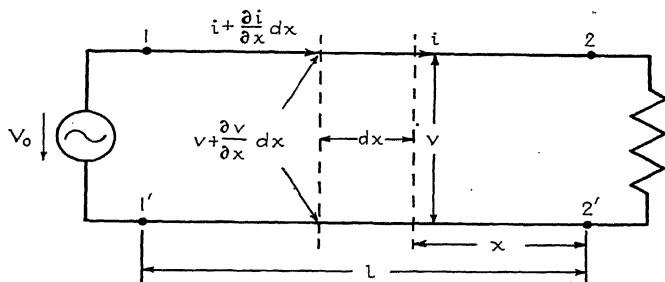 1
i + ∂i/∂x dx
i
2
V₀
v + ∂v/∂x dx
dx
v
1'
2'
x
l